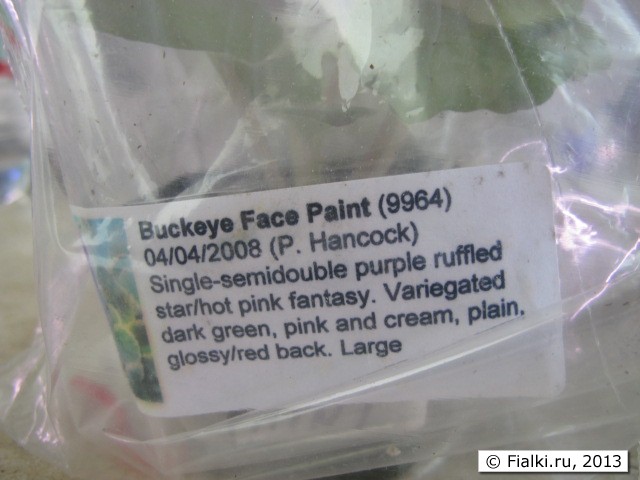 Buckeye Face Paint (9964)
04/04/2008 (P. Hancock)
Single-semidouble purple ruffled
star/hot pink fantasy. Variegated
dark green, pink and cream, plain,
glossy/red back. Large
© Fialki.ru, 2013